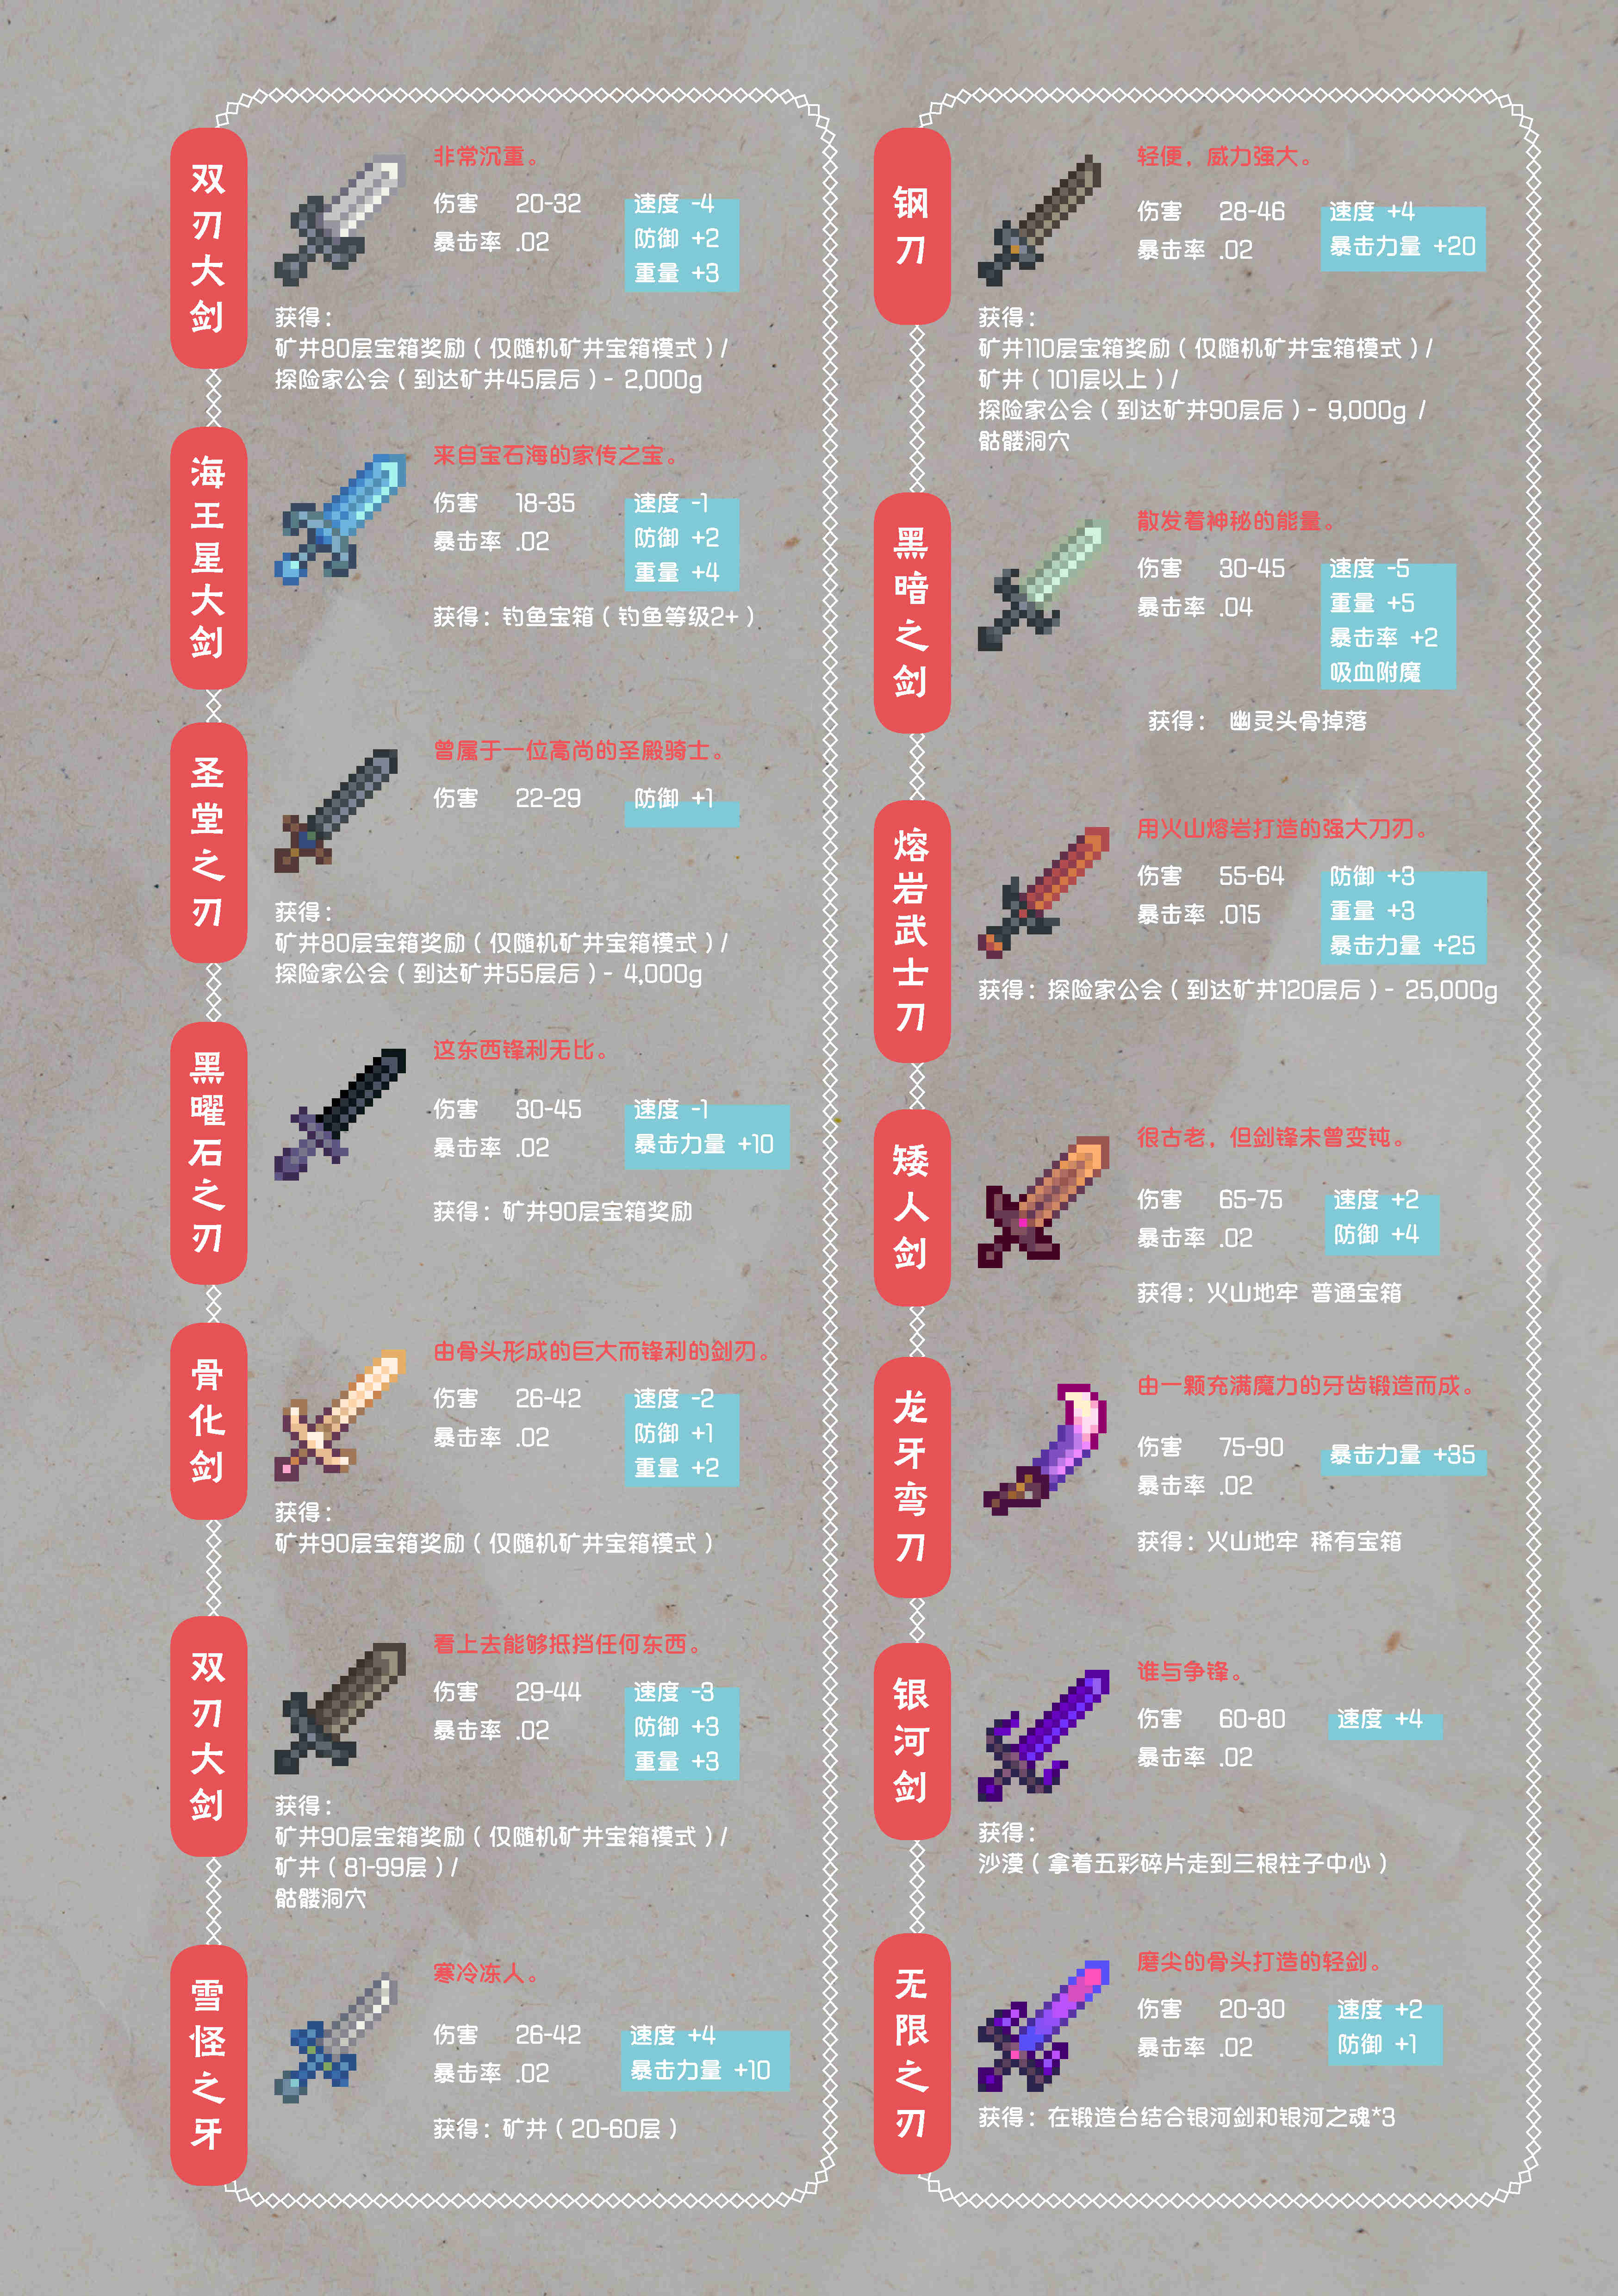 双刃大剑
非常沉重。
伤害 20-32
暴击率 .02
速度 -4
防御 +2
重量 +3
获得：
矿井80层宝箱奖励（仅随机矿井宝箱模式）/
探险家公会（到达矿井45层后）- 2,000g
海王星大剑
来自宝石海的家传之宝。
伤害 18-35
暴击率 .02
速度 -1
防御 +2
重量 +4
获得：钓鱼宝箱（钓鱼等级2+）
圣堂之刃
曾属于一位高尚的圣殿骑士。
伤害 22-29
防御 +1
获得：
矿井80层宝箱奖励（仅随机矿井宝箱模式）/
探险家公会（到达矿井55层后）- 4,000g
黑曜石之刃
这东西锋利无比。
伤害 30-45
暴击率 .02
速度 -1
暴击力量 +10
获得：矿井90层宝箱奖励
骨化剑
由骨头形成的巨大而锋利的剑刃。
伤害 26-42
暴击率 .02
速度 -2
防御 +1
重量 +2
获得：
矿井90层宝箱奖励（仅随机矿井宝箱模式）
双刃大剑
看上去能够抵挡任何东西。
伤害 29-44
暴击率 .02
速度 -3
防御 +3
重量 +3
获得：
矿井90层宝箱奖励（仅随机矿井宝箱模式）/
矿井（81-99层）/
骷髅洞穴
雪怪之牙
寒冷冻人。
伤害 26-42
暴击率 .02
速度 +4
暴击力量 +10
获得：矿井（20-60层）
钢刀
轻便，威力强大。
伤害 28-46
暴击率 .02
速度 +4
暴击力量 +20
获得：
矿井110层宝箱奖励（仅随机矿井宝箱模式）/
矿井（101层以上）/
探险家公会（到达矿井90层后）- 9,000g /
骷髅洞穴
黑暗之剑
散发着神秘的能量。
伤害 30-45
暴击率 .04
速度 -5
重量 +5
暴击率 +2
吸血附魔
获得： 幽灵头骨掉落
熔岩武士刀
用火山熔岩打造的强大刀刃。
伤害 55-64
暴击率 .015
防御 +3
重量 +3
暴击力量 +25
获得：探险家公会（到达矿井120层后）- 25,000g
矮人剑
很古老，但剑锋未曾变钝。
伤害 65-75
暴击率 .02
速度 +2
防御 +4
获得：火山地牢 普通宝箱
龙牙弯刀
由一颗充满魔力的牙齿锻造而成。
伤害 75-90
暴击率 .02
暴击力量 +35
获得：火山地牢 稀有宝箱
银河剑
谁与争锋。
伤害 60-80
暴击率 .02
速度 +4
获得：
沙漠（拿着五彩碎片走到三根柱子中心）
无限之刃
磨尖的骨头打造的轻剑。
伤害 20-30
暴击率 .02
速度 +2
防御 +1
获得：在锻造台结合银河剑和银河之魂*3